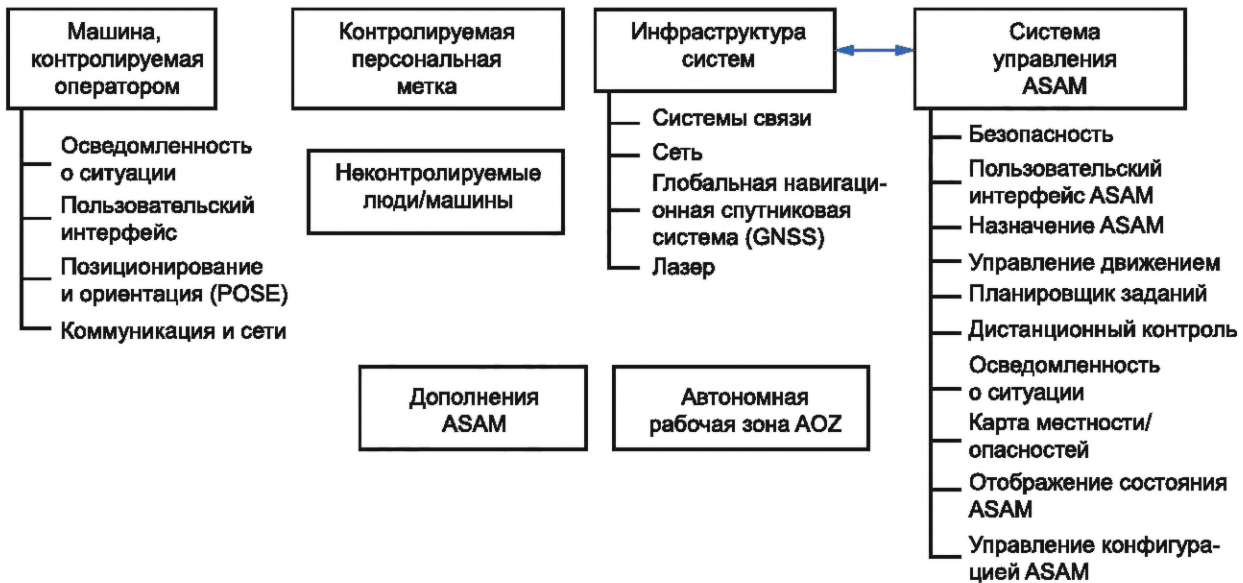 Машина,
контролируемая
оператором
Осведомленность
о ситуации
Пользовательский
интерфейс
Позиционирование
и ориентация (POSE)
Коммуникация и сети
Контролируемая
персональная
метка
Неконтролируемые
люди/машины
Инфраструктура
систем
Системы связи
Сеть
Глобальная навигаци-
онная спутниковая
система (GNSS)
Лазер
Дополнения
ASAM
Автономная
рабочая зона AOZ
Система
управления
ASAM
Безопасность
Пользовательский
интерфейс ASAM
Назначение ASAM
Управление движением
Планировщик заданий
Дистанционный контроль
Осведомленность
о ситуации
Карта местности/
опасностей
Отображение состояния
ASAM
Управление конфигура-
цией ASAM